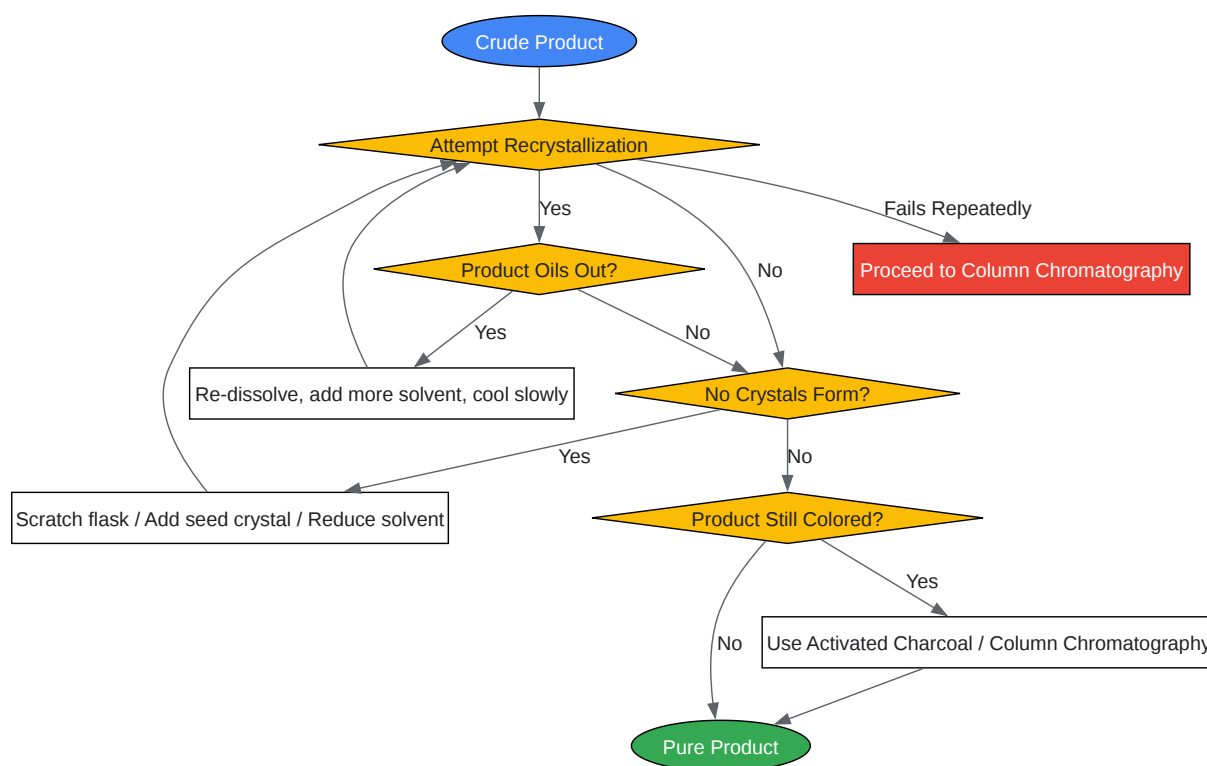 Crude Product
Attempt Recrystallization
Fails Repeatedly
Yes
Product Oils Out?
No
Proceed to Column Chromatography
Yes
No
Re-dissolve, add more solvent, cool slowly
No Crystals Form?
Yes
No
Scratch flask / Add seed crystal / Reduce solvent
Product Still Colored?
Yes
No
Use Activated Charcoal / Column Chromatography
Pure Product